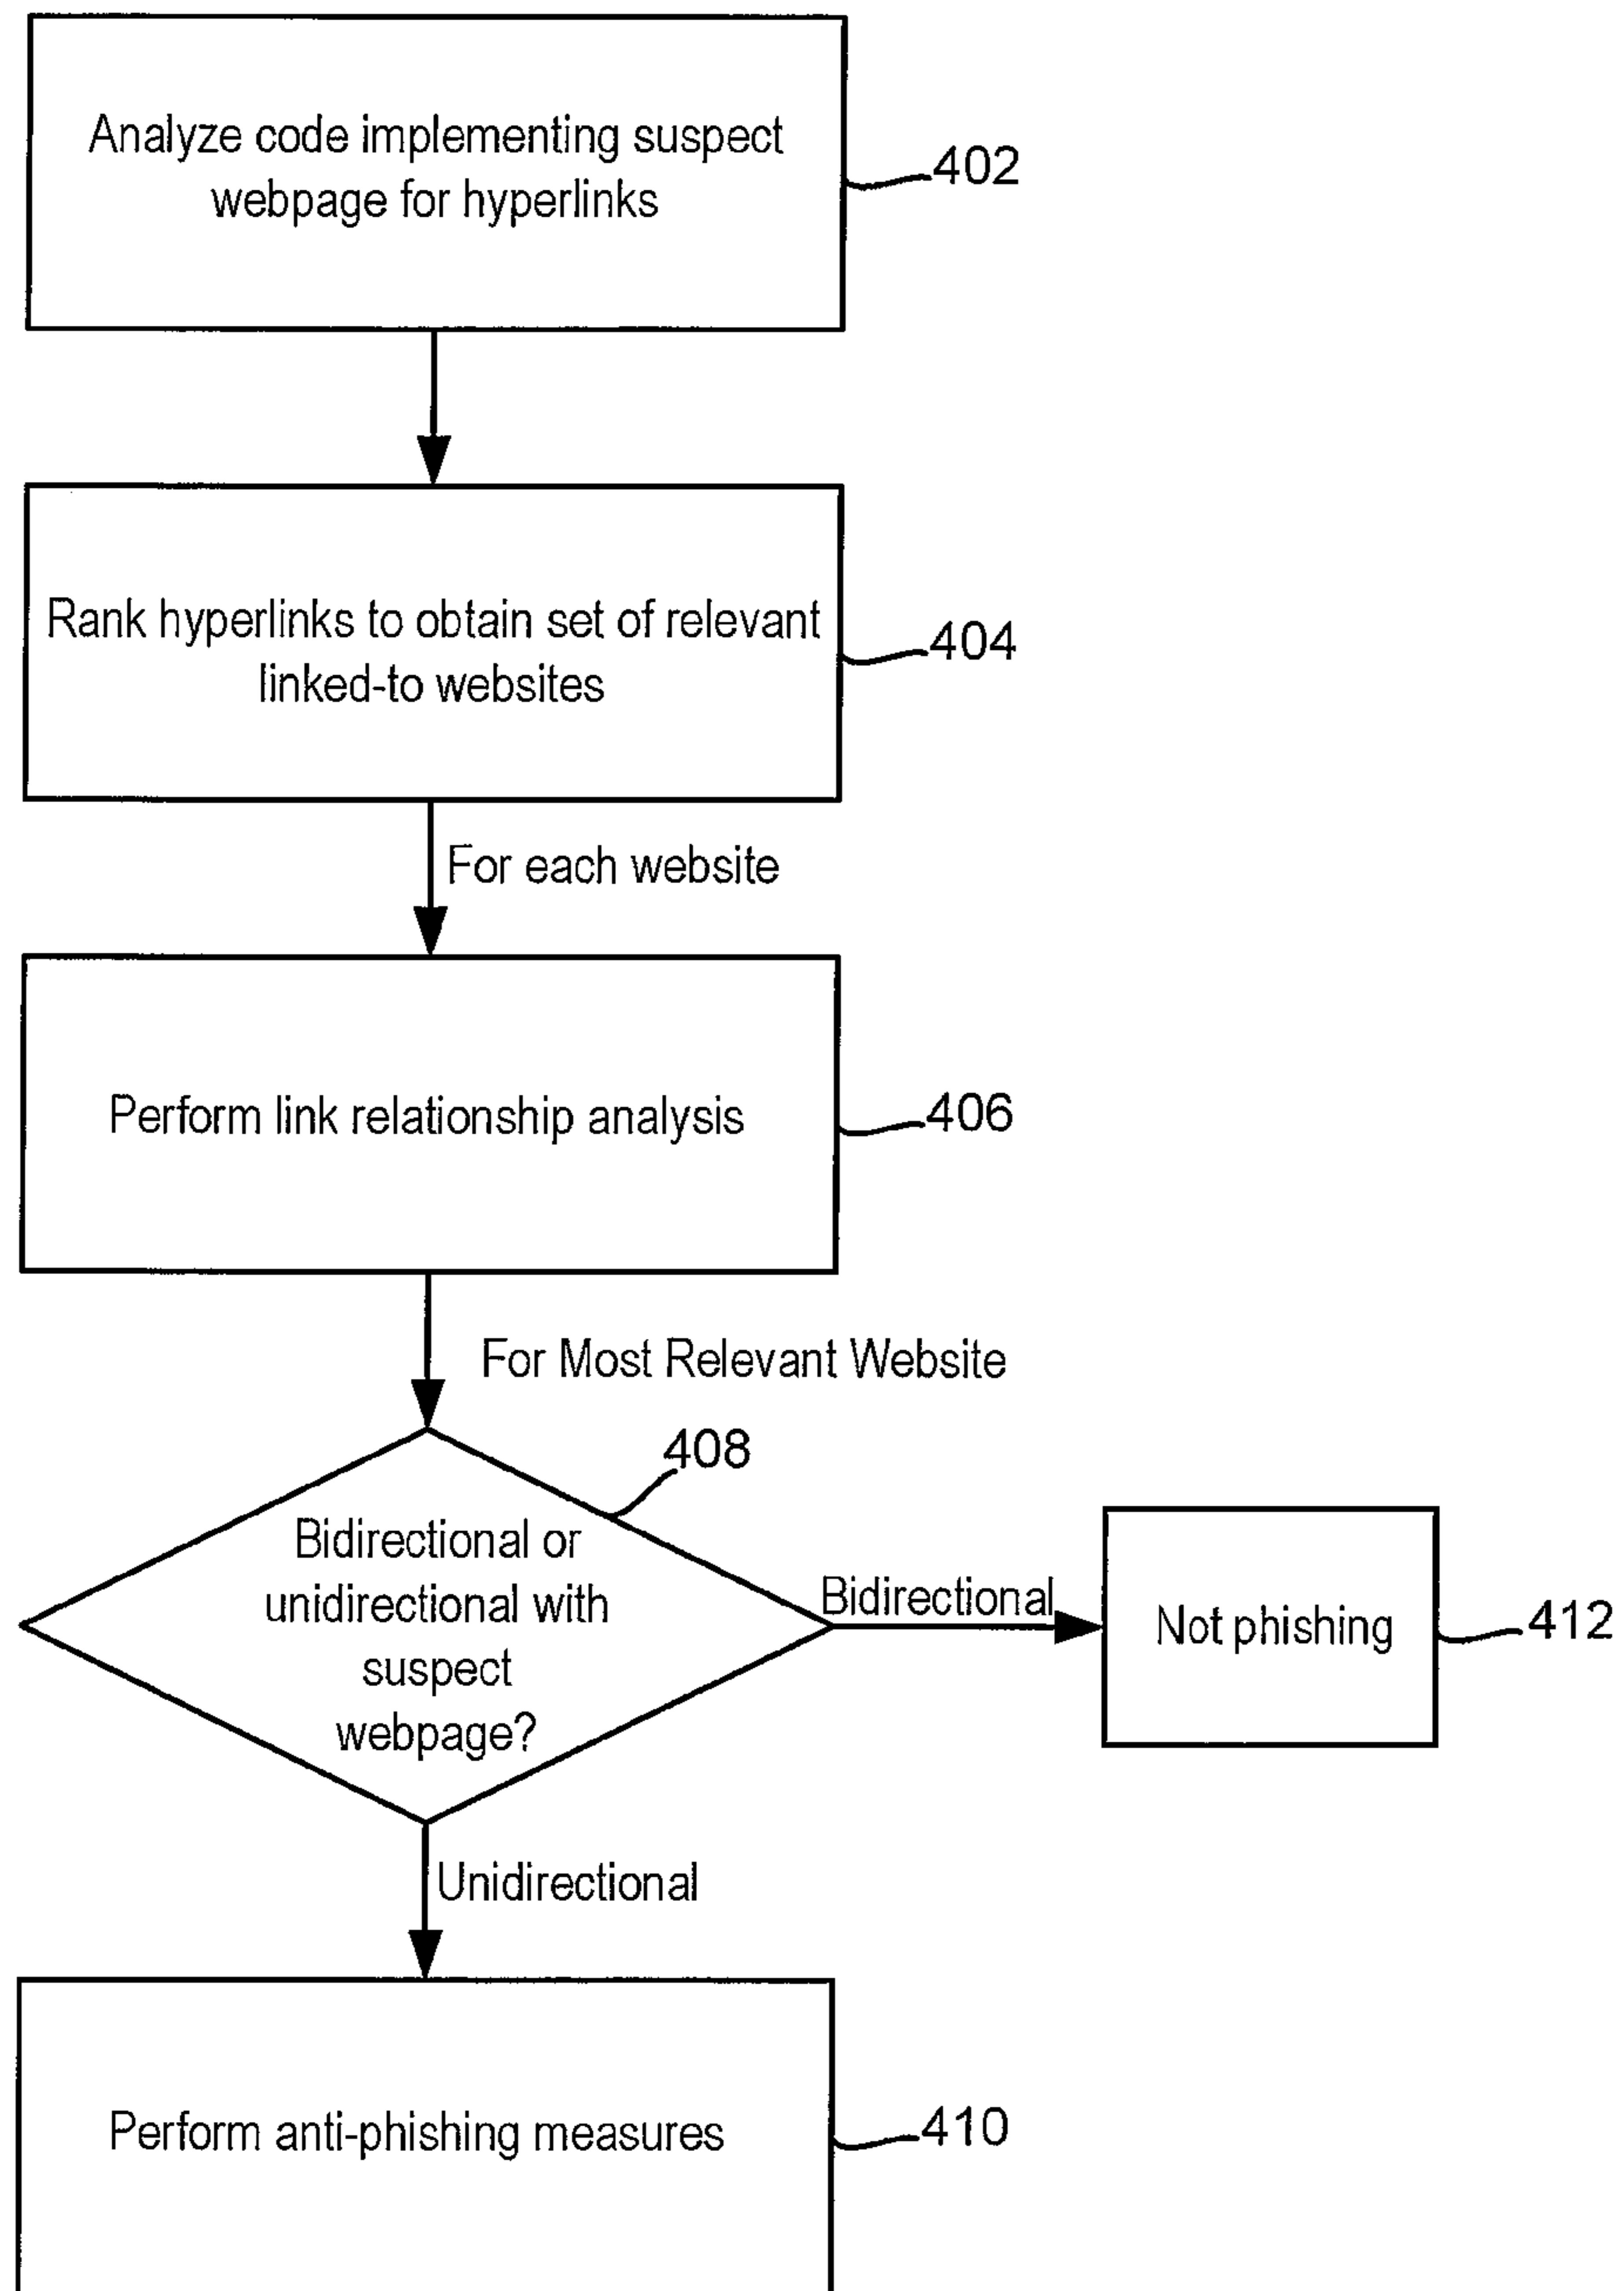 Analyze code implementing suspect
webpage for hyperlinks
402
Rank hyperlinks to obtain set of relevant
linked-to websites
404
For each website
Perform link relationship analysis
406
For Most Relevant Website
408
Bidirectional or
unidirectional with
suspect
webpage?
Bidirectional
Not phishing
412
Unidirectional
Perform anti-phishing measures
410